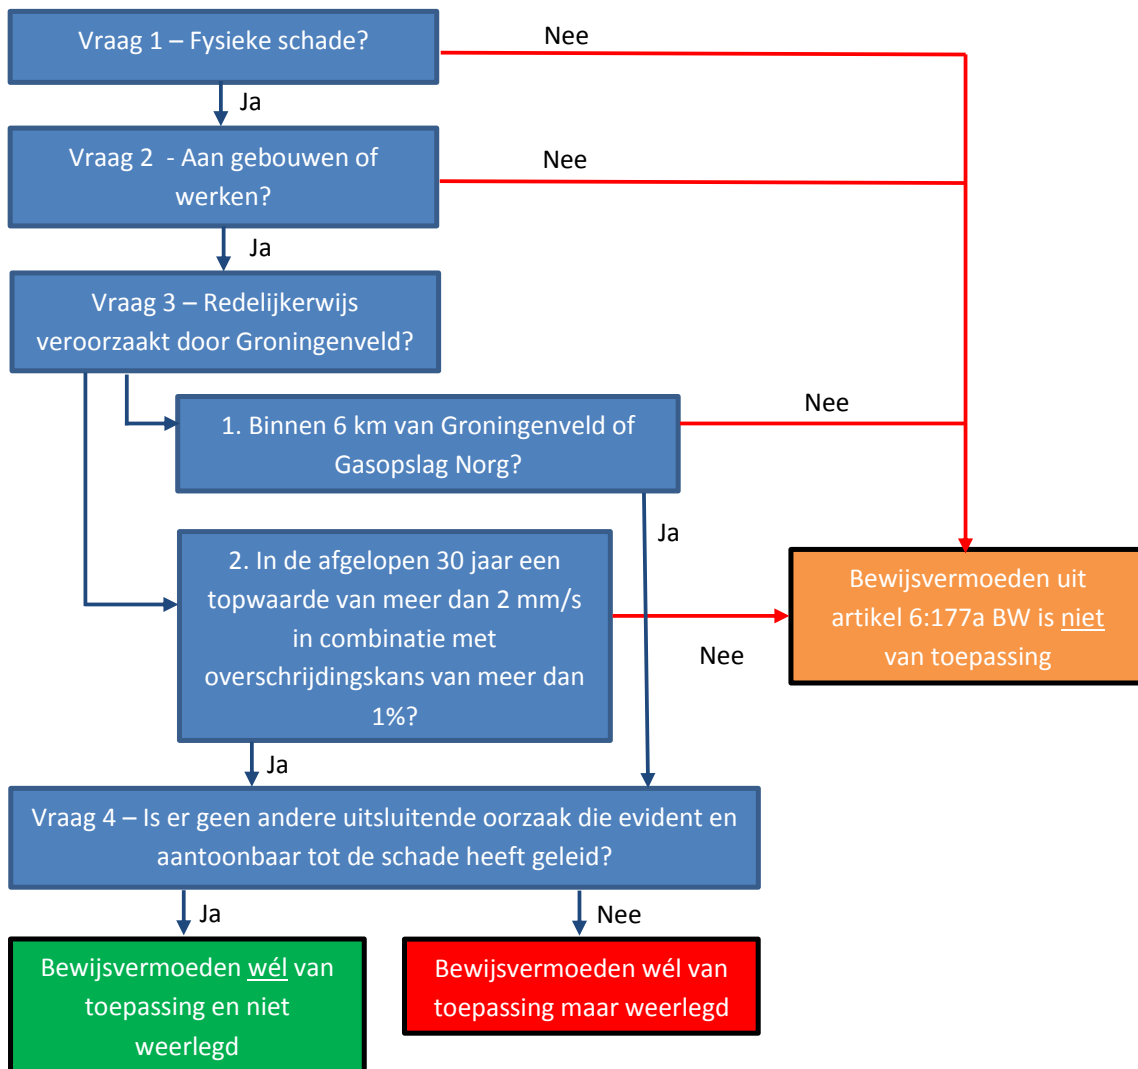 Vraag 1 – Fysieke schade?
Nee
Ja
Vraag 2 - Aan gebouwen of
werken?
Nee
Ja
Vraag 3 – Redelijkerwijs
veroorzaakt door Groningenveld?
1. Binnen 6 km van Groningenveld of
Gasopslag Norg?
Nee
Ja
2. In de afgelopen 30 jaar een
topwaarde van meer dan 2 mm/s
in combinatie met
overschrijdingskans van meer dan
1%?
Nee
Ja
Bewijsvermoeden uit
artikel 6:177a BW is niet
van toepassing
Vraag 4 – Is er geen andere uitsluitende oorzaak die evident en
aantoonbaar tot de schade heeft geleid?
Ja
Nee
Bewijsvermoeden wél van
toepassing en niet
weerlegd
Bewijsvermoeden wél van
toepassing maar weerlegd